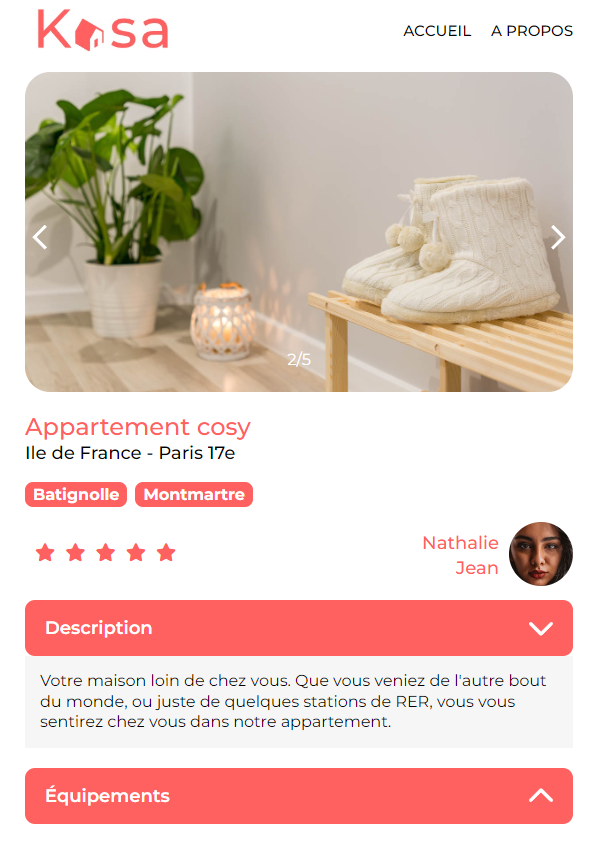 Kasa
ACCUEIL A PROPOS
2/5
Appartement cosy
Ile de France - Paris 17e
Batignolle Montmartre
Nathalie
Jean
Description
Votre maison loin de chez vous. Que vous veniez de l'autre bout
du monde, ou juste de quelques stations de RER, vous vous
sentirez chez vous dans notre appartement.
Équipements